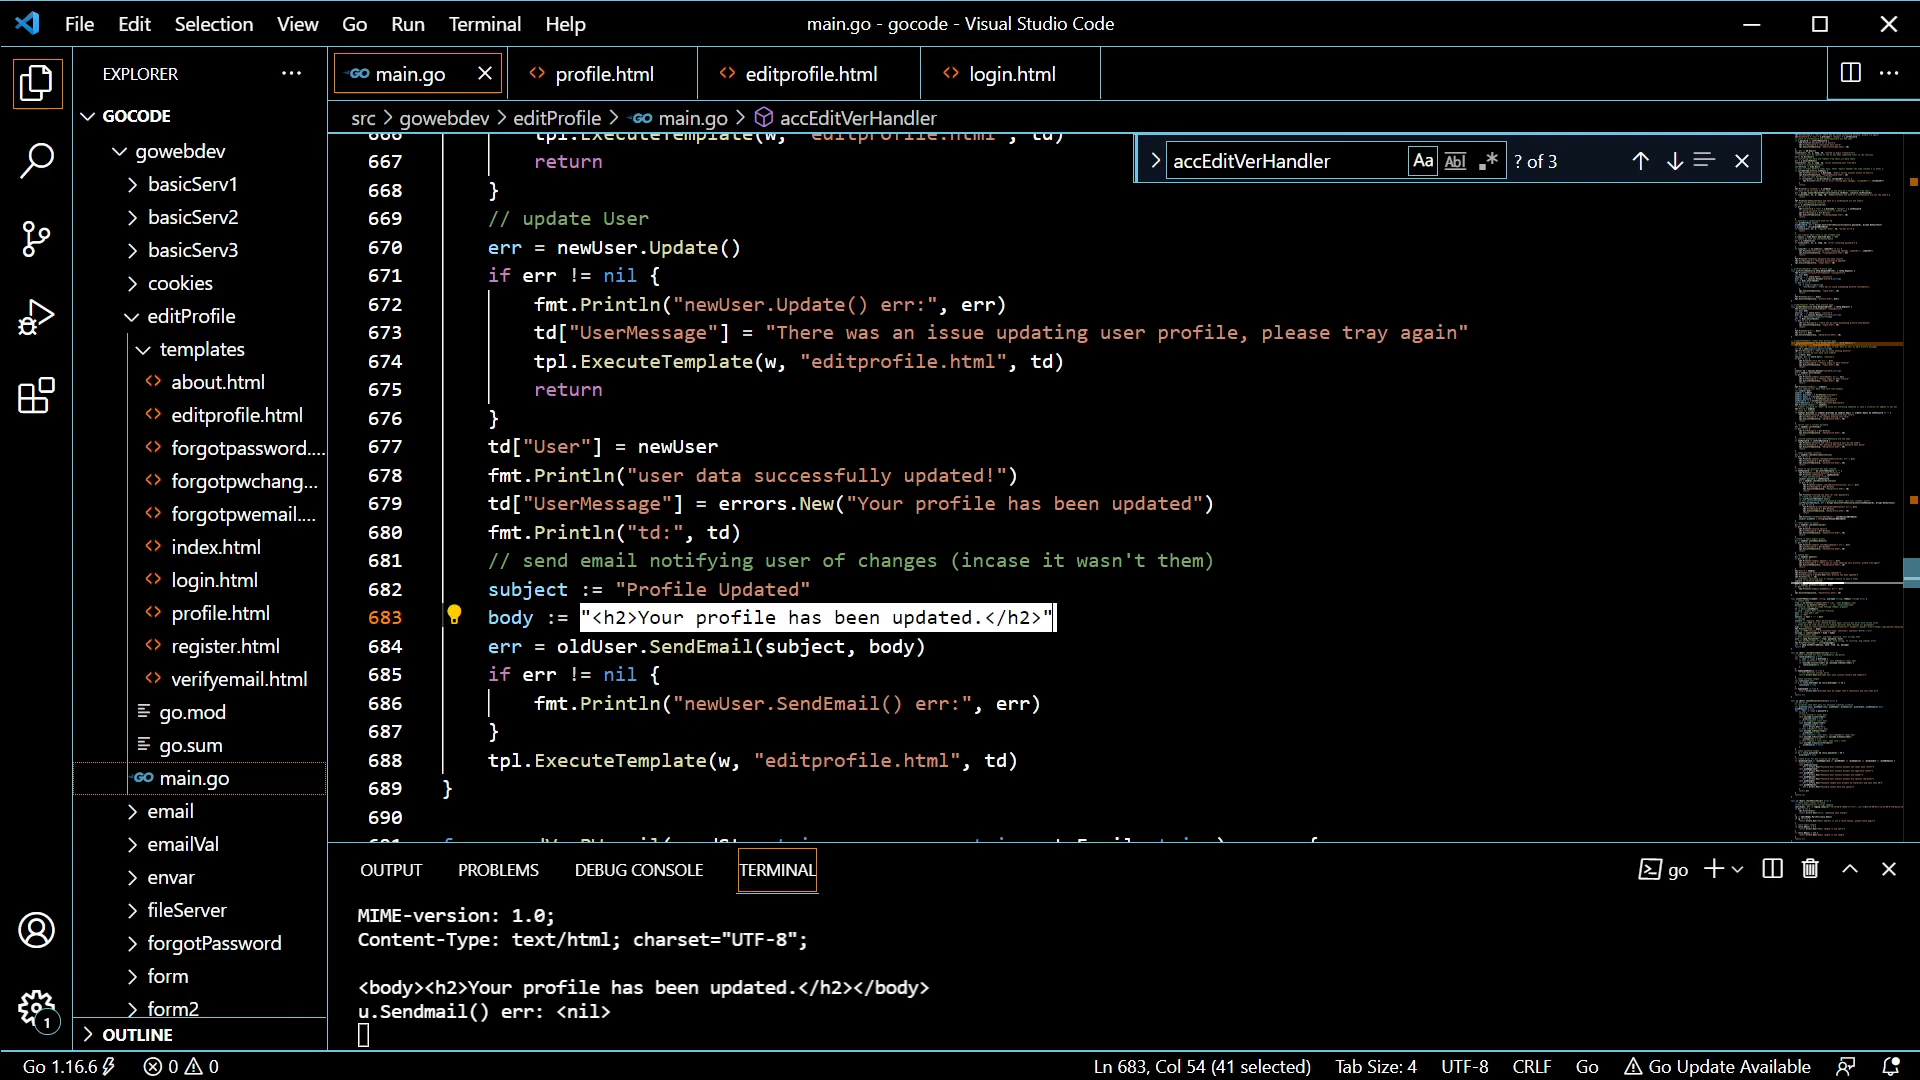 File Edit Selection View Go Run Terminal Help
main.go - gocode - Visual Studio Code
EXPLORER
GOCODE
gowebdev
basicServ1
basicServ2
basicServ3
cookies
editProfile
templates
about.html
editprofile.html
forgotpassword....
forgotpwchang...
forgotpwemail....
index.html
login.html
profile.html
register.html
verifyemail.html
go.mod
go.sum
main.go
email
emailVal
envar
fileServer
forgotPassword
form
form2
OUTLINE
main.go profile.html editprofile.html login.html
src > gowebdev > editProfile > main.go > accEditVerHandler
accEditVerHandler Aa Abl .* ? of 3
666 tpl.ExecuteTemplate(w, "editprofile.html", td)
667 return
668 }
669 // update User
670 err = newUser.Update()
671 if err != nil {
672 fmt.Println("newUser.Update() err:", err)
673 td["UserMessage"] = "There was an issue updating user profile, please tray again"
674 tpl.ExecuteTemplate(w, "editprofile.html", td)
675 return
676 }
677 td["User"] = newUser
678 fmt.Println("user data successfully updated!")
679 td["UserMessage"] = errors.New("Your profile has been updated")
680 fmt.Println("td:", td)
681 // send email notifying user of changes (incase it wasn't them)
682 subject := "Profile Updated"
683 body := "<h2>Your profile has been updated.</h2>"
684 err = oldUser.SendEmail(subject, body)
685 if err != nil {
686 fmt.Println("newUser.SendEmail() err:", err)
687 }
688 tpl.ExecuteTemplate(w, "editprofile.html", td)
689 }
690
OUTPUT PROBLEMS DEBUG CONSOLE TERMINAL
go
MIME-version: 1.0;
Content-Type: text/html; charset="UTF-8";
<body><h2>Your profile has been updated.</h2></body>
u.Sendmail() err: <nil>
1
Go 1.16.6 0 0 Ln 683, Col 54 (41 selected) Tab Size: 4 UTF-8 CRLF Go Go Update Available